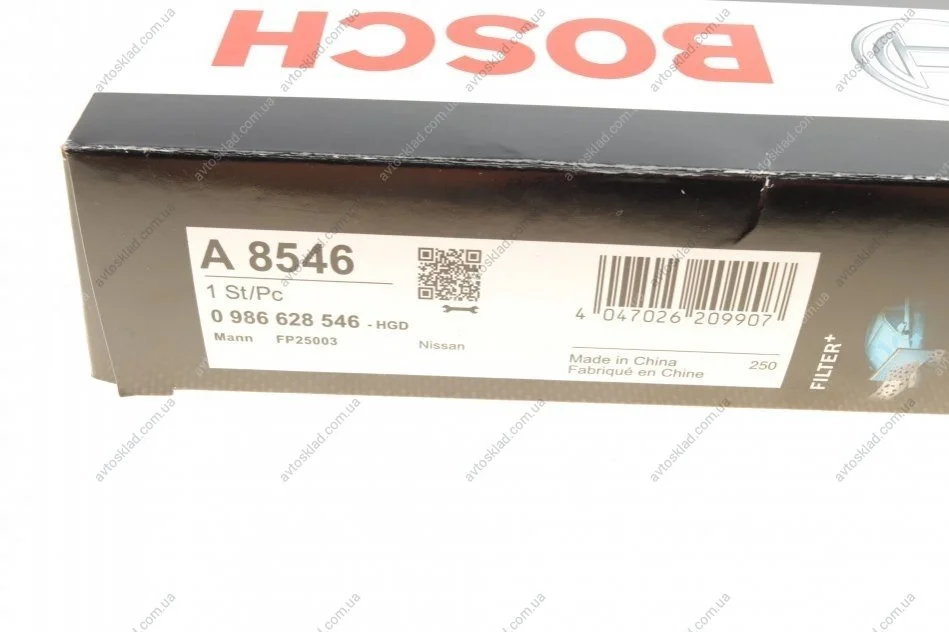 BOSCH
A 8546
1 St/Pc
0 986 628 546 - HGD
Mann FP25003
Nissan
4 047026 209907
Made in China
Fabriqué en Chine
250
FILTER+
avtosklad.com.ua